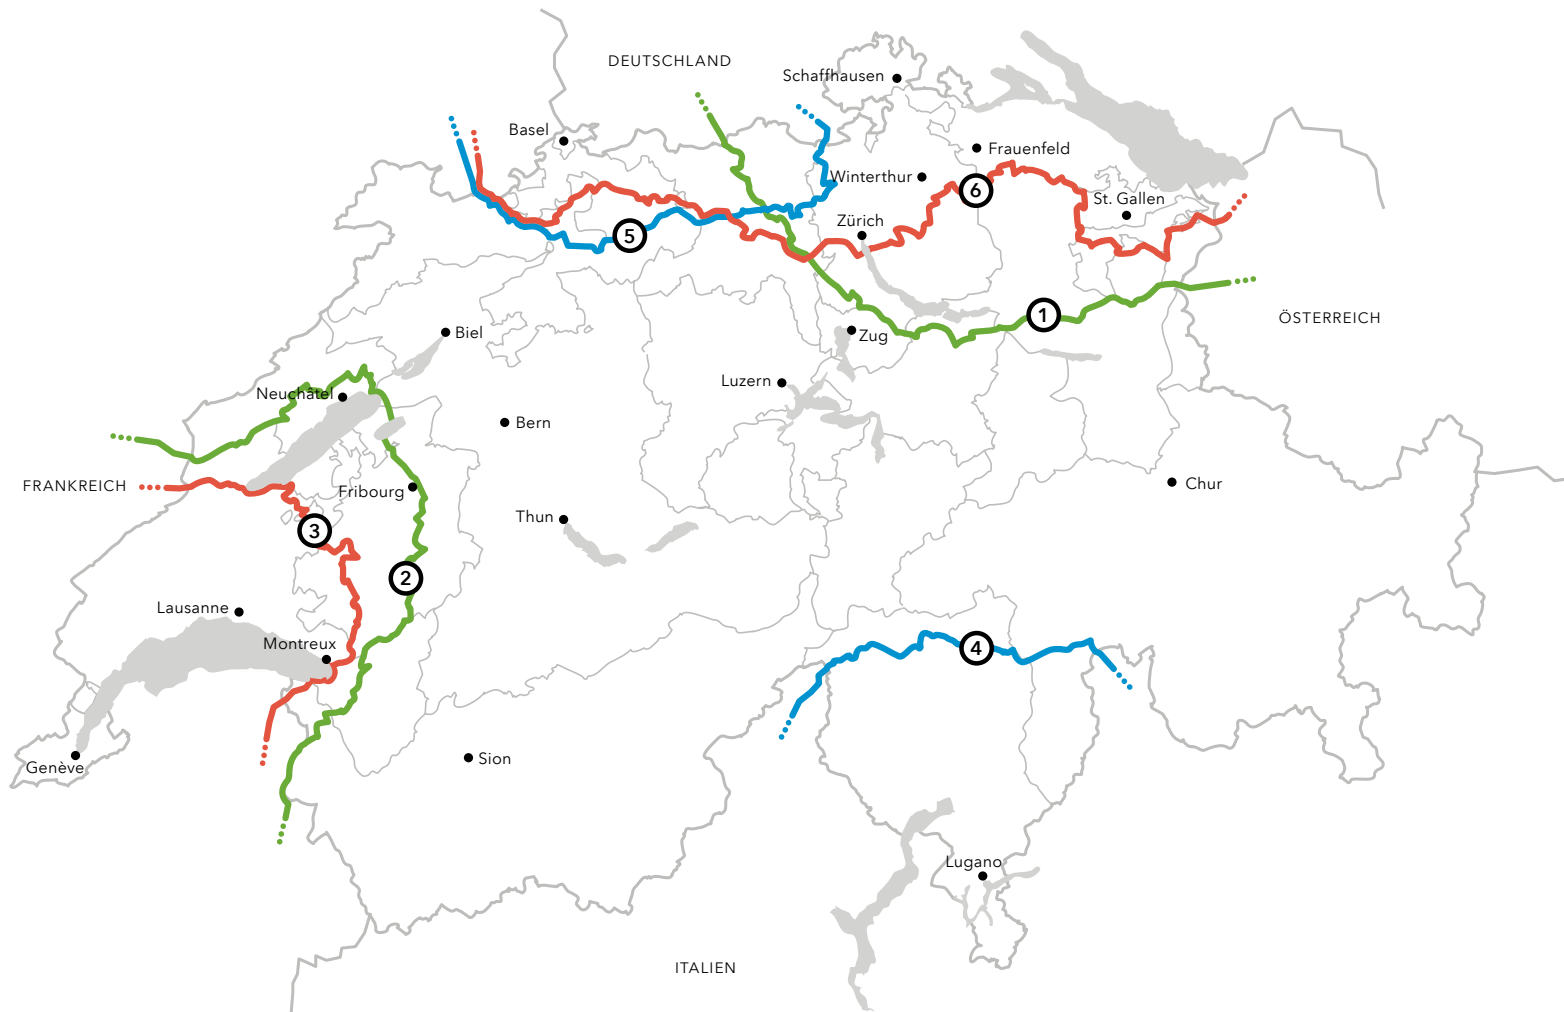 DEUTSCHLAND
Schaffhausen
Basel
Frauenfeld
Winterthur
6
St. Gallen
Zürich
5
1
ÖSTERREICH
Biel
Zug
Luzern
Neuchâtel
Bern
FRANKREICH
Fribourg
Chur
Thun
3
2
Lausanne
Montreux
4
Genève
Sion
Lugano
ITALIEN